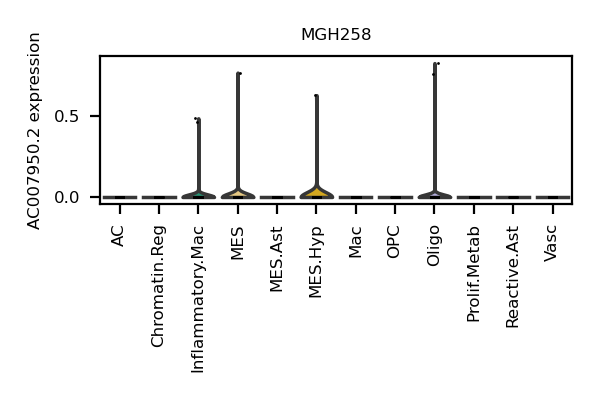 MGH258
AC007950.2 expression
0.5
0.0
AC
Chromatin.Reg
Inflammatory.Mac
MES
MES.Ast
MES.Hyp
Mac
OPC
Oligo
Prolif.Metab
Reactive.Ast
Vasc